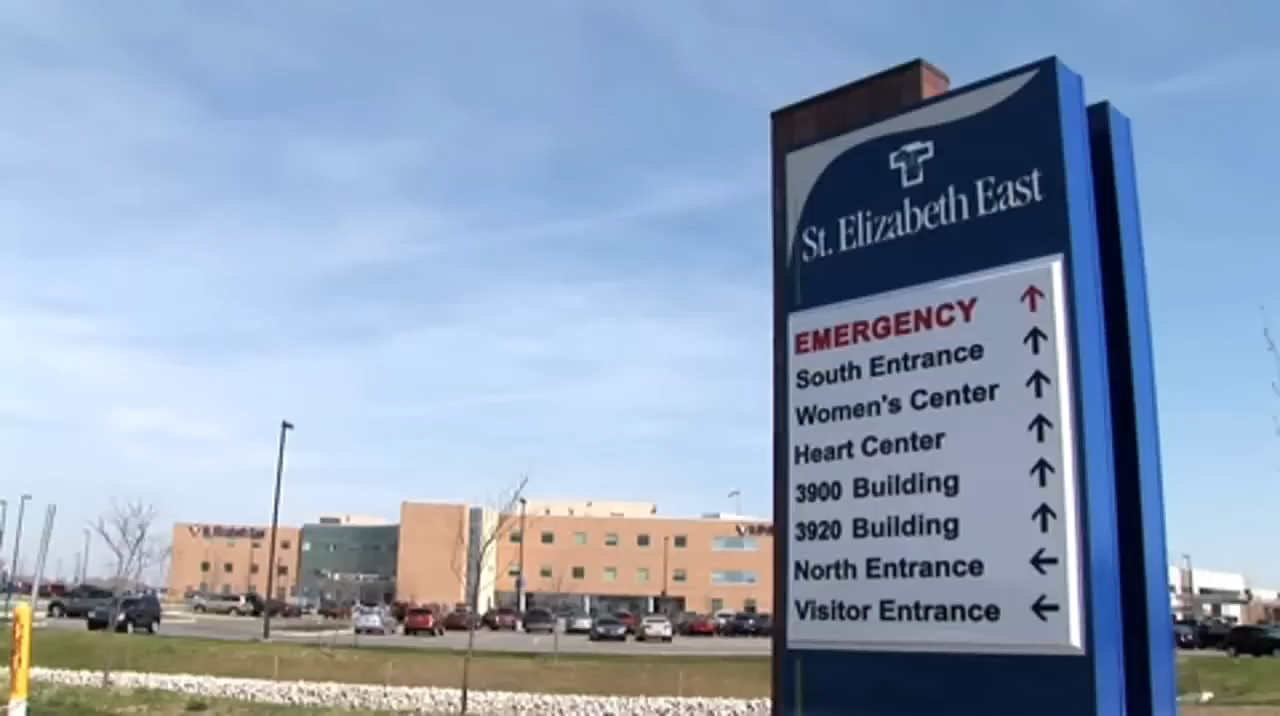 St. Elizabeth East
EMERGENCY ↑
South Entrance ↑
Women's Center ↑
Heart Center ↑
3900 Building ↑
3920 Building ↑
North Entrance ←
Visitor Entrance ←